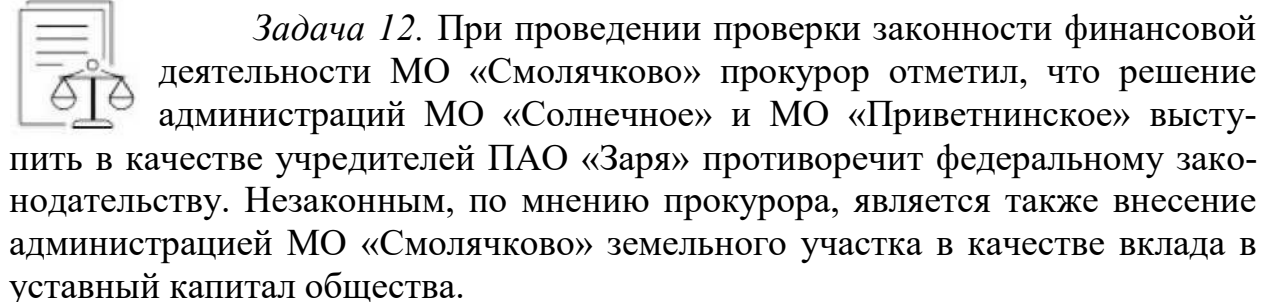 Задача 12. При проведении проверки законности финансовой
деятельности МО «Смолячково» прокурор отметил, что решение
администраций МО «Солнечное» и МО «Приветнинское» высту-
пить в качестве учредителей ПАО «Заря» противоречит федеральному зако-
нодательству. Незаконным, по мнению прокурора, является также внесение
администрацией МО «Смолячково» земельного участка в качестве вклада в
уставный капитал общества.